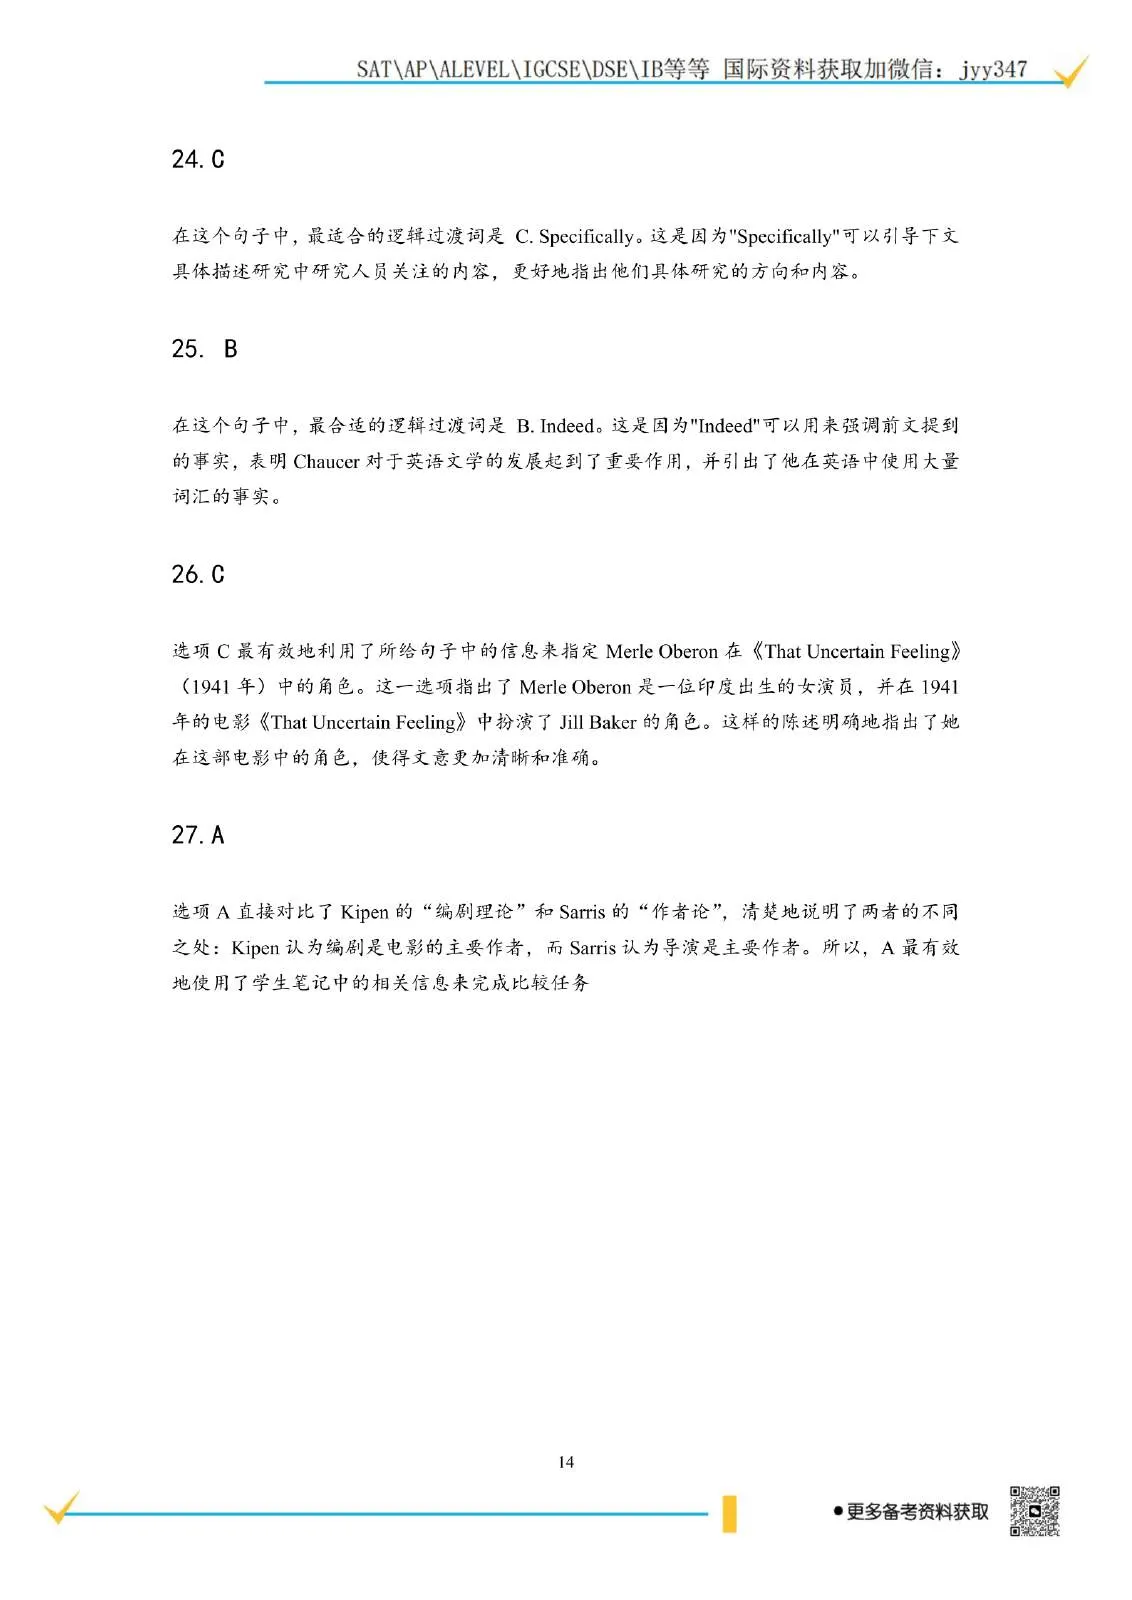 SAT\AP\ALEVEL\IGCSE\DSE\IB等等 国际资料获取加微信：jyy347
24.C
在这个句子中，最适合的逻辑过渡词是 C. Specifically。这是因为"Specifically"可以引导下文
具体描述研究中研究人员关注的内容，更好地指出他们具体研究的方向和内容。
25. B
在这个句子中，最合适的逻辑过渡词是 B. Indeed。这是因为"Indeed"可以用来强调前文提到
的事实，表明 Chaucer 对于英语文学的发展起到了重要作用，并引出了他在英语中使用大量
词汇的事实。
26.C
选项 C 最有效地利用了所给句子中的信息来指定 Merle Oberon 在《That Uncertain Feeling》
（1941 年）中的角色。这一选项指出了 Merle Oberon 是一位印度出生的女演员，并在 1941
年的电影《That Uncertain Feeling》中扮演了 Jill Baker 的角色。这样的陈述明确地指出了她
在这部电影中的角色，使得文意更加清晰和准确。
27.A
选项 A 直接对比了 Kipen 的“编剧理论”和 Sarris 的“作者论”，清楚地说明了两者的不同
之处：Kipen 认为编剧是电影的主要作者，而 Sarris 认为导演是主要作者。所以，A 最有效
地使用了学生笔记中的相关信息来完成比较任务
14
●更多备考资料获取